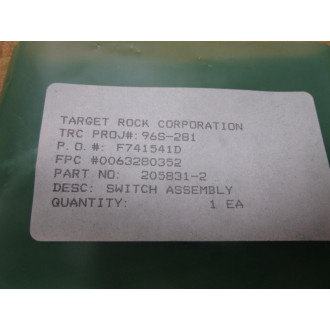 TARGET ROCK CORPORATION
TRC PROJ#: 96S-281
P.O.#: F741541D
FPC #0063280352
PART NO: 205831-2
DESC: SWITCH ASSEMBLY
QUANTITY: 1 EA